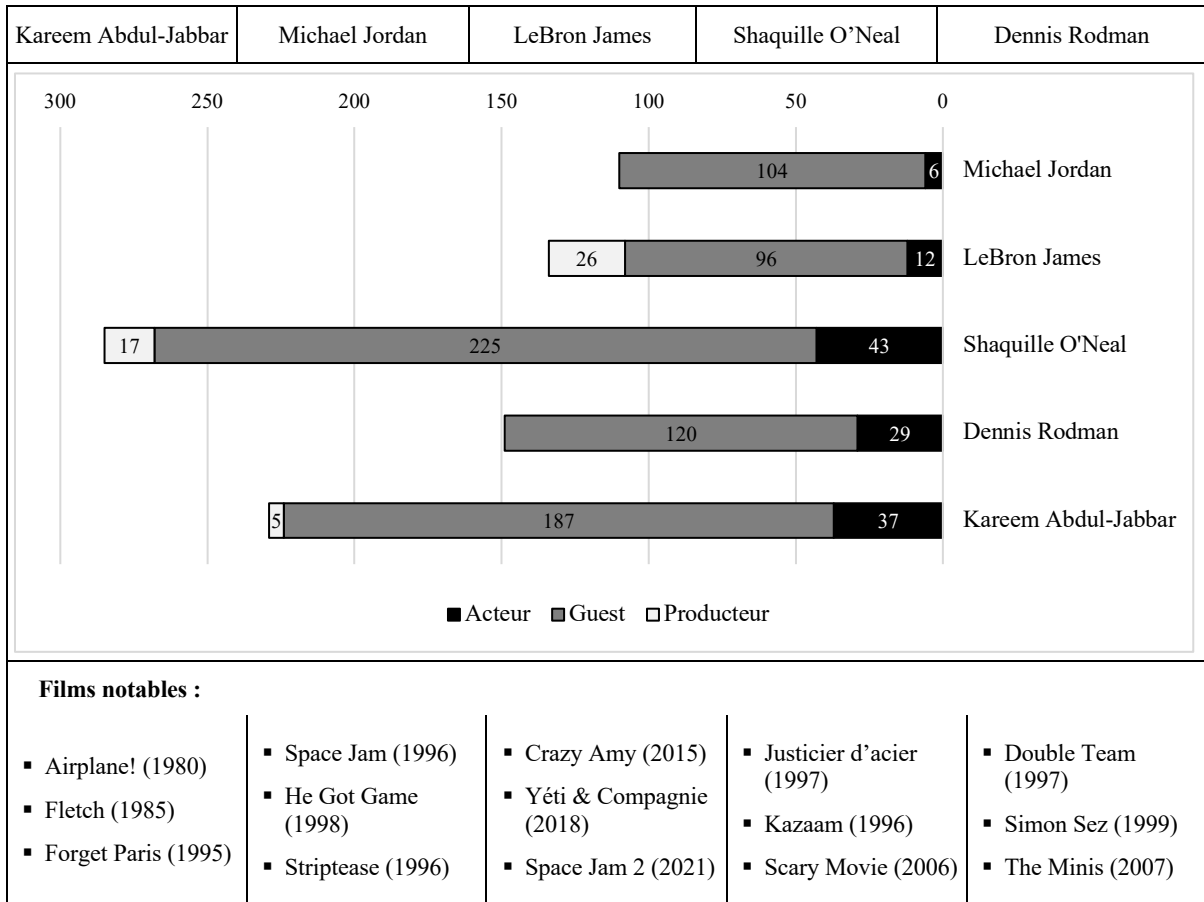 Kareem Abdul-Jabbar Michael Jordan LeBron James Shaquille O’Neal Dennis Rodman
300 250 200 150 100 50 0
104 6 Michael Jordan
26 96 12 LeBron James
17 225 43 Shaquille O'Neal
120 29 Dennis Rodman
5 187 37 Kareem Abdul-Jabbar
Acteur Guest Producteur
Films notables :
▪ Airplane! (1980)
▪ Fletch (1985)
▪ Forget Paris (1995)
▪ Space Jam (1996)
▪ He Got Game
(1998)
▪ Striptease (1996)
▪ Crazy Amy (2015)
▪ Yéti & Compagnie
(2018)
▪ Space Jam 2 (2021)
▪ Justicier d’acier
(1997)
▪ Kazaam (1996)
▪ Scary Movie (2006)
▪ Double Team
(1997)
▪ Simon Sez (1999)
▪ The Minis (2007)